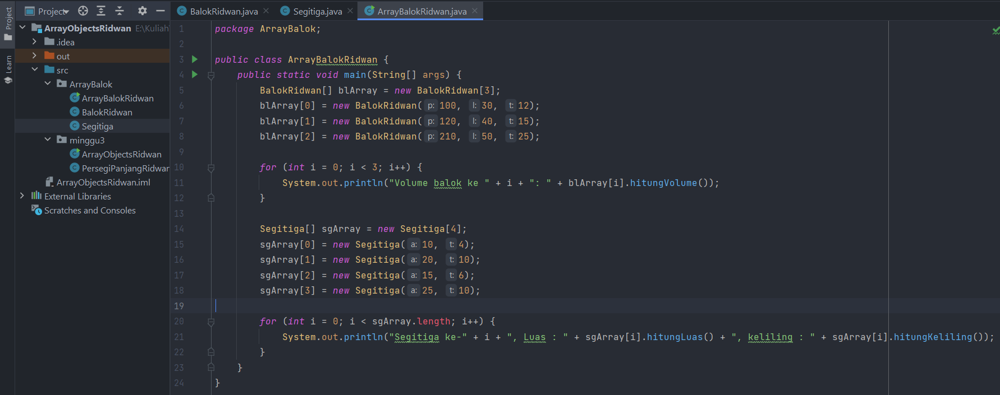 Project
BalokRidwan.java
Segitiga.java
ArrayBalokRidwan.java
Project
Learn
ArrayObjectsRidwan E:\Kuliah
.idea
out
src
ArrayBalok
ArrayBalokRidwan
BalokRidwan
Segitiga
minggu3
ArrayObjectsRidwan
PersegiPanjangRidwar
ArrayObjectsRidwan.iml
External Libraries
Scratches and Consoles
1 package ArrayBalok;
2
3 public class ArrayBalokRidwan {
4 public static void main(String[] args) {
5 BalokRidwan[] blArray = new BalokRidwan[3];
6 blArray[0] = new BalokRidwan( p: 100, l: 30, t: 12);
7 blArray[1] = new BalokRidwan( p: 120, l: 40, t: 15);
8 blArray[2] = new BalokRidwan( p: 210, l: 50, t: 25);
9
10 for (int i = 0; i < 3; i++) {
11 System.out.println("Volume balok ke " + i + ": " + blArray[i].hitungVolume());
12 }
13
14 Segitiga[] sgArray = new Segitiga[4];
15 sgArray[0] = new Segitiga( a: 10, t: 4);
16 sgArray[1] = new Segitiga( a: 20, t: 10);
17 sgArray[2] = new Segitiga( a: 15, t: 6);
18 sgArray[3] = new Segitiga( a: 25, t: 10);
19
20 for (int i = 0; i < sgArray.length; i++) {
21 System.out.println("Segitiga ke-" + i + ", Luas : " + sgArray[i].hitungLuas() + ", keliling : " + sgArray[i].hitungKeliling());
22 }
23 }
24 }